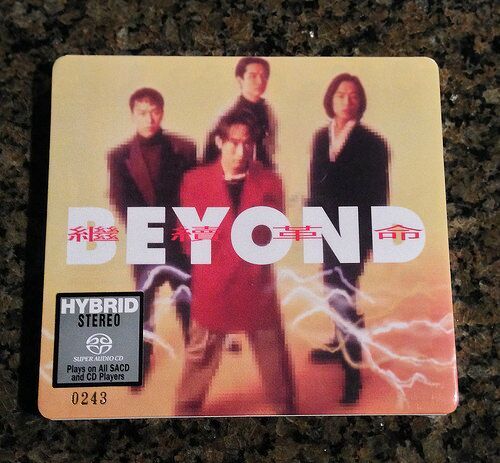 BEYOND
繼續革命
HYBRID
STEREO
SUPER AUDIO CD
Plays on All SACD
and CD Players
0243